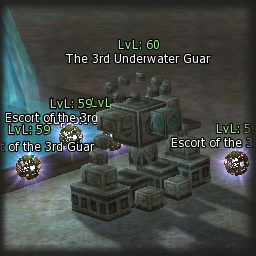 LvL: 60
The 3rd Underwater Guar
LvL: 59 LvL
Escort of the 3rd
LvL: 59
t of the 3rd Guar
LvL: 5
Escort of the 3